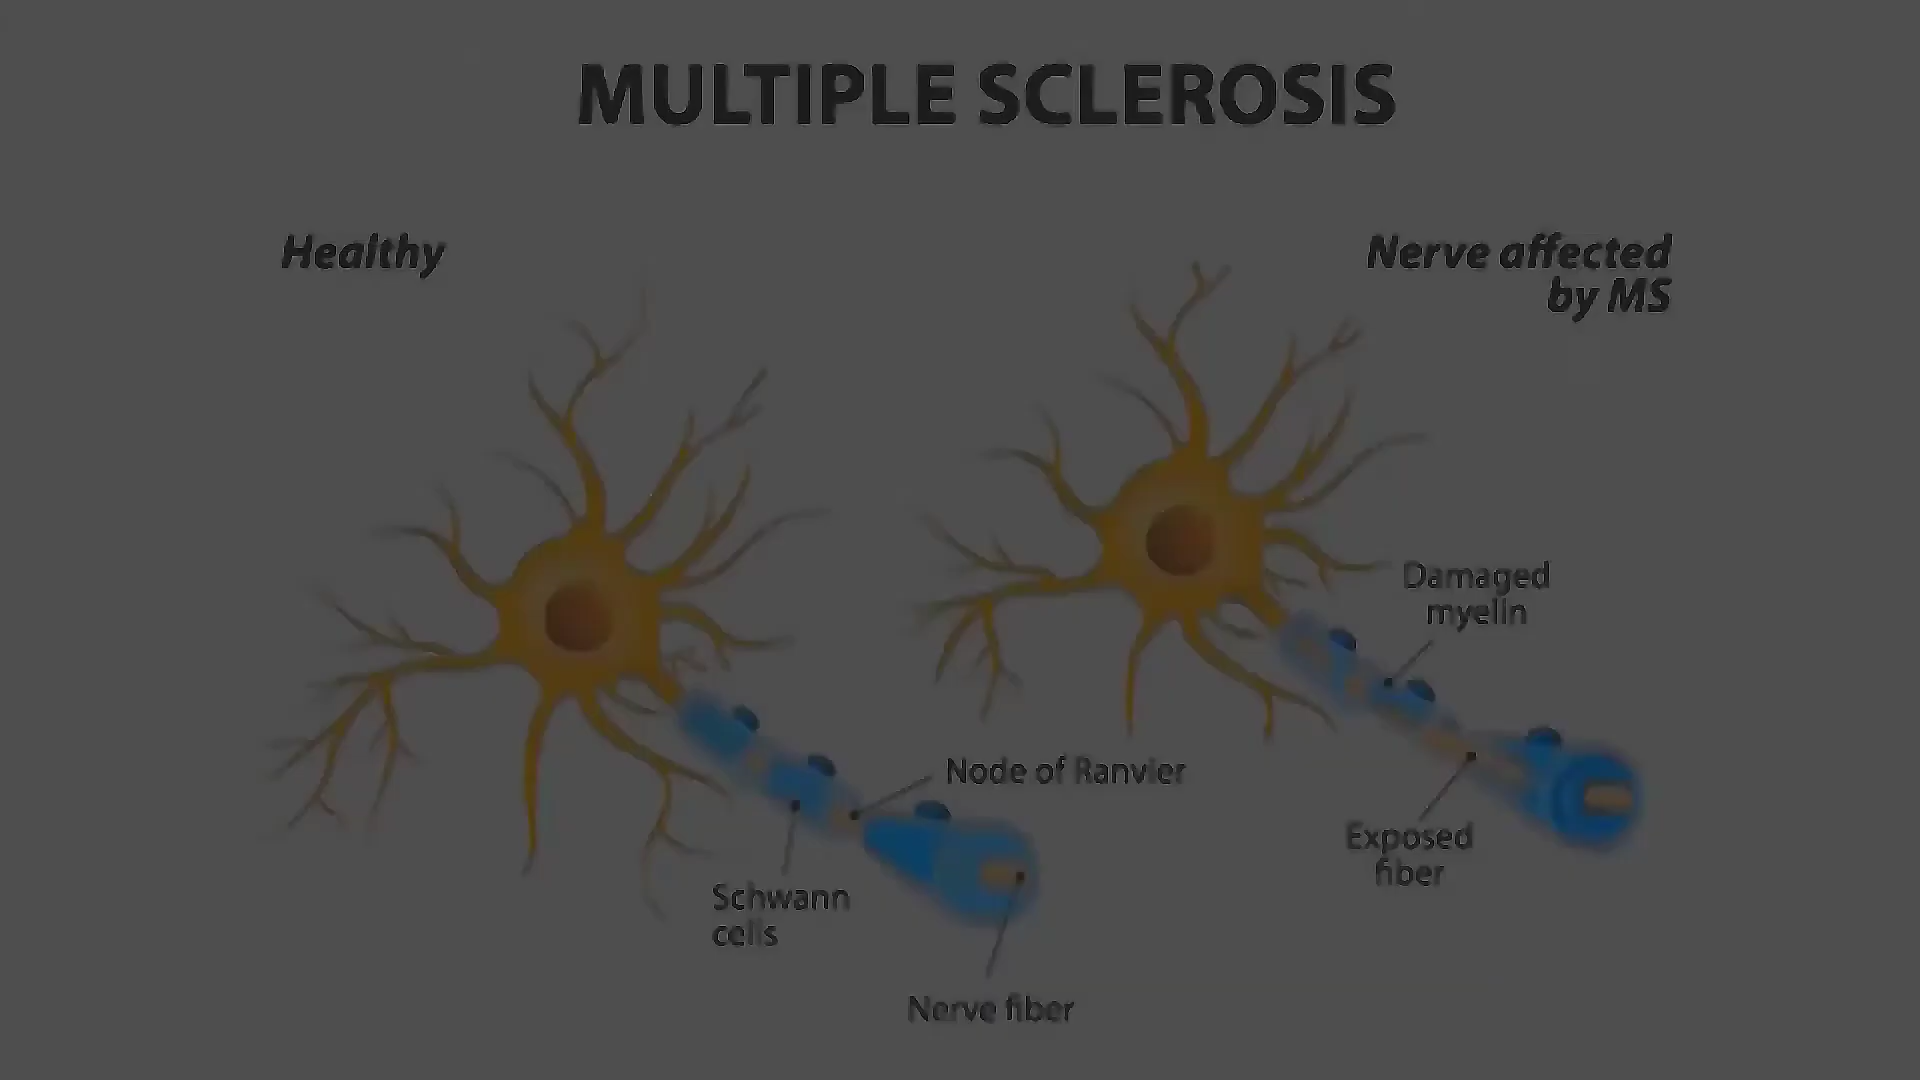 MULTIPLE SCLEROSIS
Healthy
Nerve affected
by MS
Damaged
myelin
Node of Ranvier
Exposed
fiber
Schwann
cells
Nerve fiber